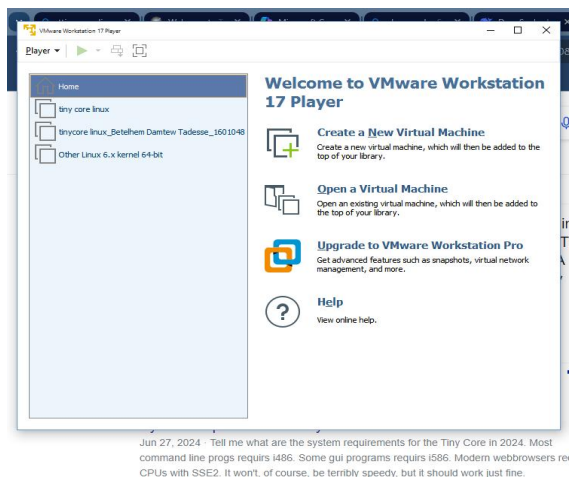 VMware Workstation 17 Player
Player
Home
tiny core linux
tinycore linux_Betelhem Damtew Tadesse_1601048
Other Linux 6.x kernel 64-bit
Welcome to VMware Workstation
17 Player
Create a New Virtual Machine
Create a new virtual machine, which will then be added to the
top of your library.
Open a Virtual Machine
Open an existing virtual machine, which will then be added to
the top of your library.
Upgrade to VMware Workstation Pro
Get advanced features such as snapshots, virtual network
management, and more.
Help
View online help.
Jun 27, 2024 · Tell me what are the system requirements for the Tiny Core in 2024. Most
command line progs requirs i486. Some gui programs requirs i586. Modern webbrowsers
CPUs with SSE2. It won't, of course, be terribly speedy, but it should work just fine.